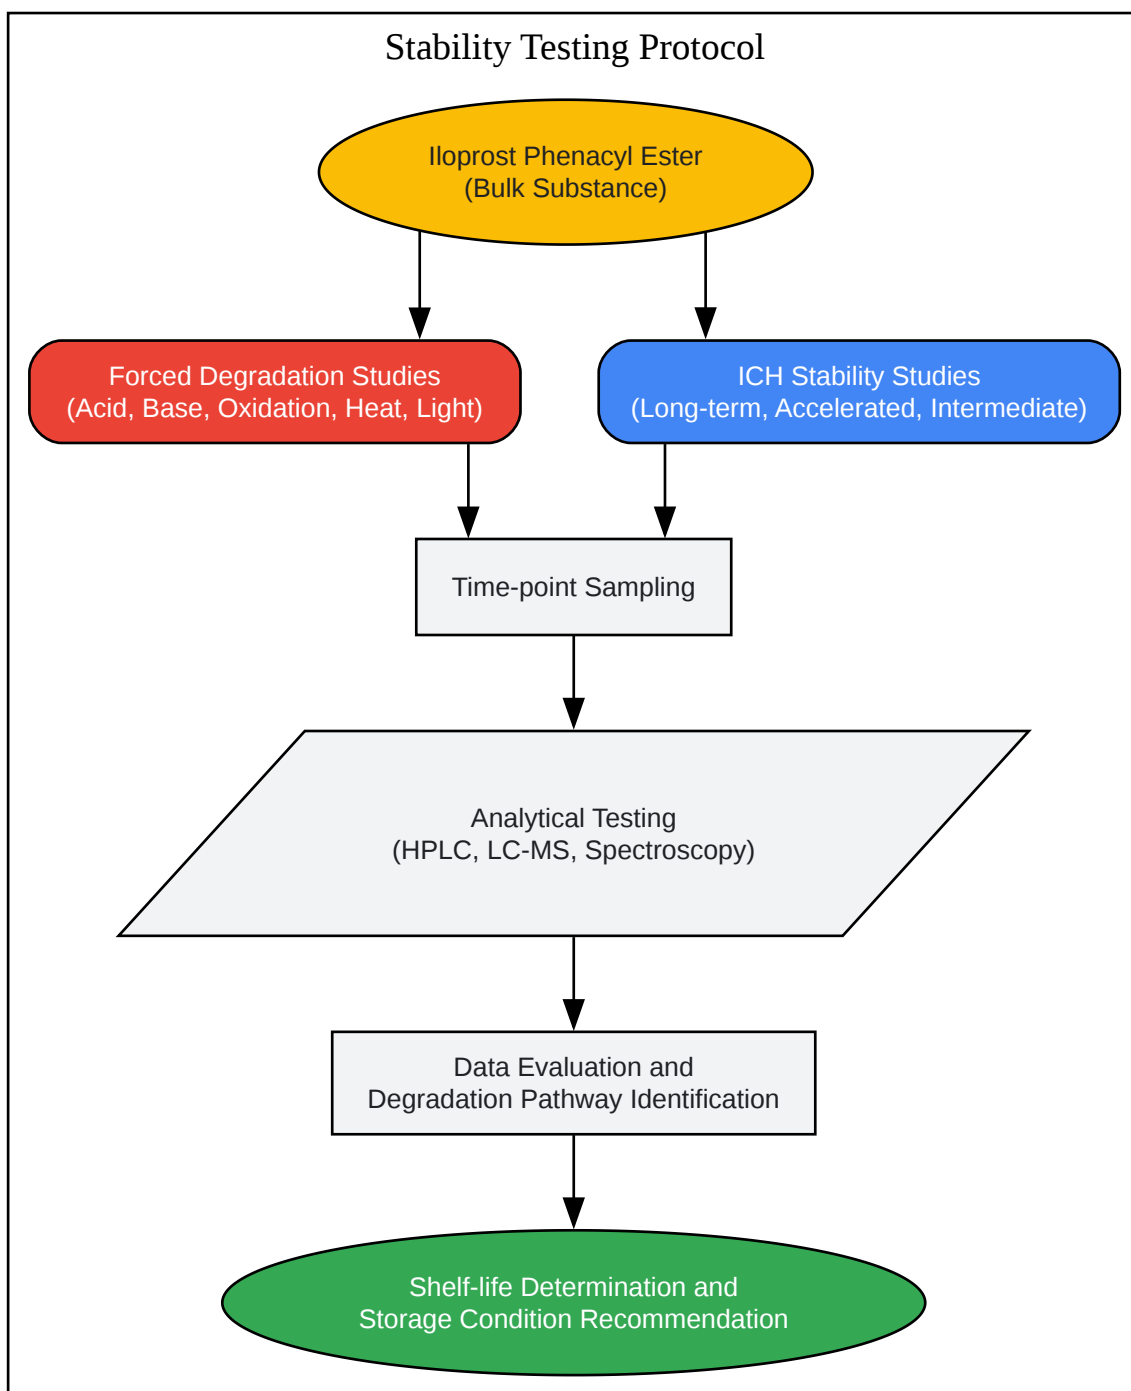 Stability Testing Protocol
Iloprost Phenacyl Ester
(Bulk Substance)
Forced Degradation Studies
(Acid, Base, Oxidation, Heat, Light)
ICH Stability Studies
(Long-term, Accelerated, Intermediate)
Time-point Sampling
Analytical Testing
(HPLC, LC-MS, Spectroscopy)
Data Evaluation and
Degradation Pathway Identification
Shelf-life Determination and
Storage Condition Recommendation